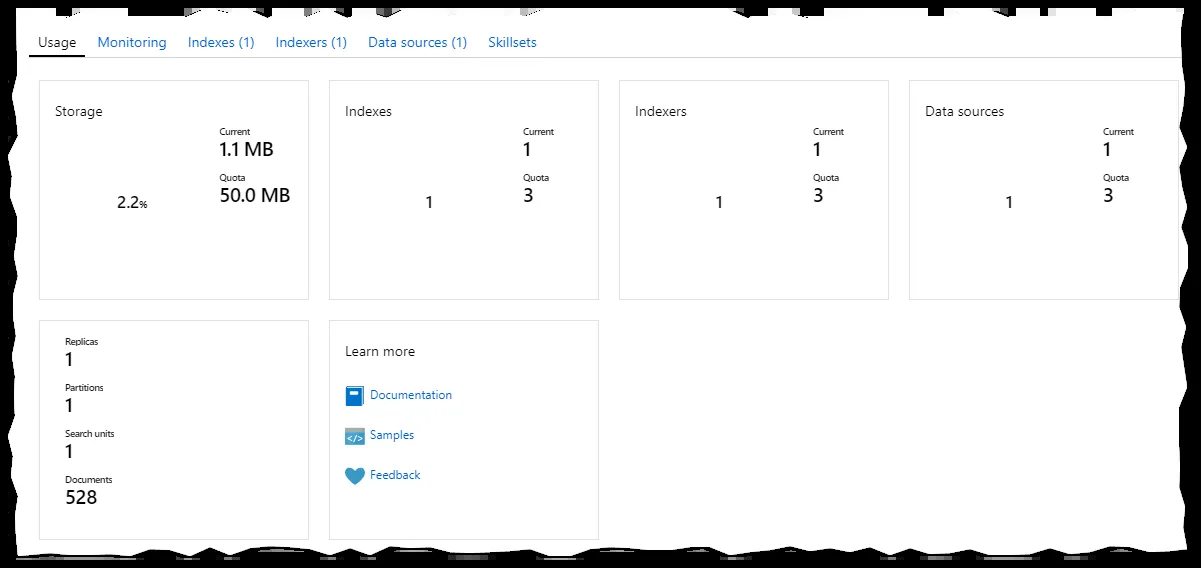 Usage Monitoring Indexes (1) Indexers (1) Data sources (1) Skillsets
Storage
Current
1.1 MB
Quota
50.0 MB
2.2%
Indexes
Current
1
Quota
3
1
Indexers
Current
1
Quota
3
1
Data sources
Current
1
Quota
3
1
Replicas
1
Partitions
1
Search units
1
Documents
528
Learn more
Documentation
Samples
Feedback